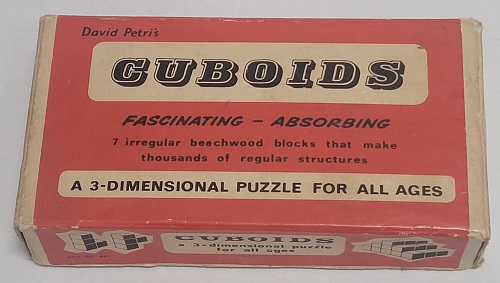 David Petri's
CUBOIDS
FASCINATING – ABSORBING
7 irregular beechwood blocks that make
thousands of regular structures
A 3-DIMENSIONAL PUZZLE FOR ALL AGES
CUBOIDS
a 3-dimensional puzzle
for all ages